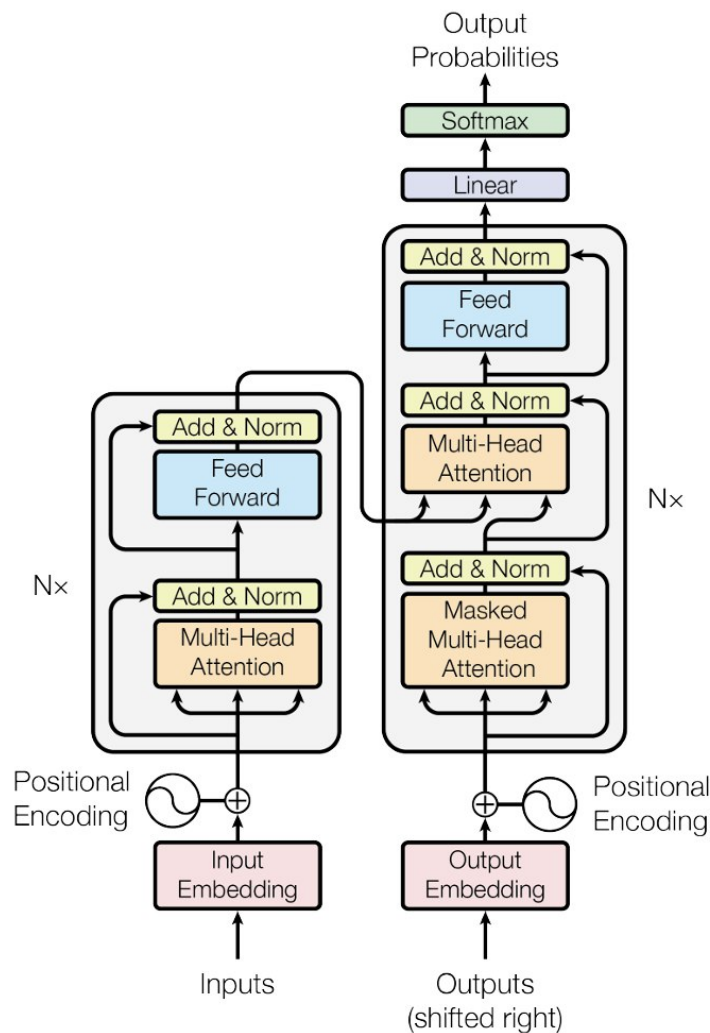 Output
Probabilities
Softmax
Linear
Add & Norm
Feed
Forward
Add & Norm
Multi-Head
Attention
Add & Norm
Masked
Multi-Head
Attention
N×
Add & Norm
Feed
Forward
Add & Norm
Multi-Head
Attention
N×
Positional
Encoding
Positional
Encoding
Input
Embedding
Output
Embedding
Inputs
Outputs
(shifted right)